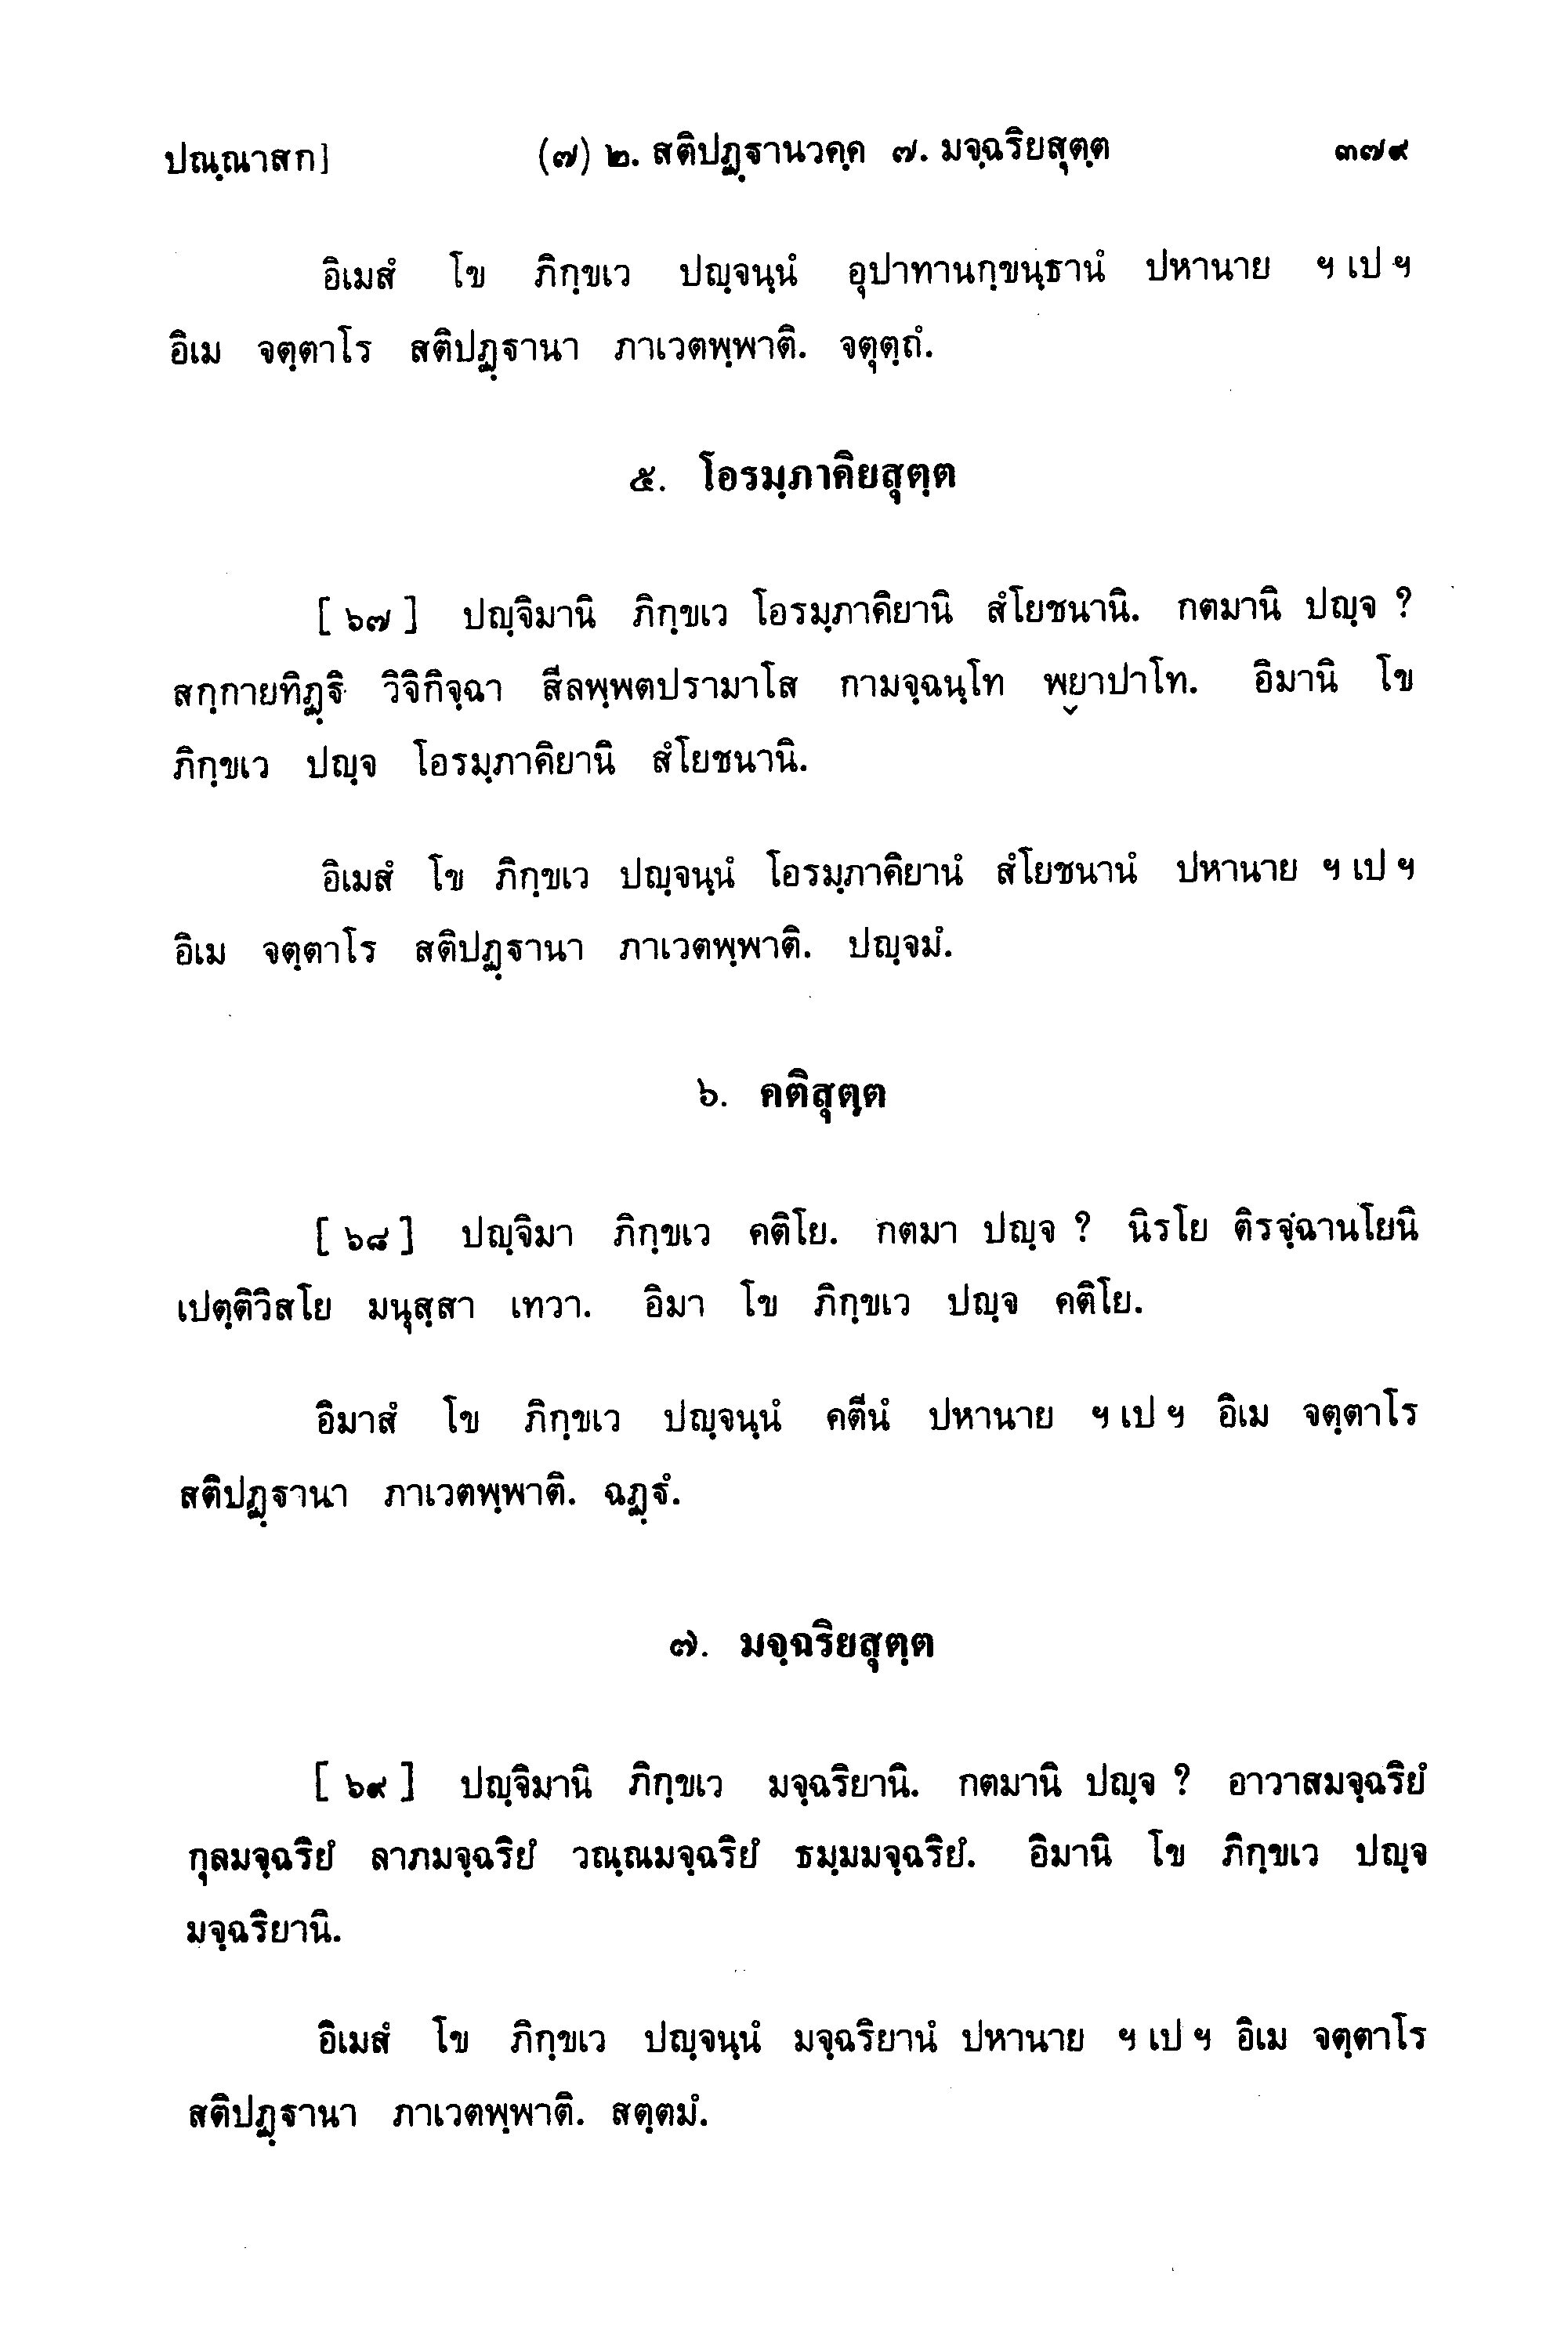 ปณฺณาสก] (๗) ๒. สติปฏฺฐานวคฺค ๗. มจฺฉริยสุตฺต ๓๗๙
อิเมสํ โข ภิกฺขเว ปญฺจนฺนํ อุปาทานกฺขนฺธานํ ปหานาย ฯ เป ฯ
อิเม จตฺตาโร สติปฏฺฐานา ภาเวตพฺพาติ. จตุตฺถํ.
๕. โอรมฺภาคิยสุตฺต
[ ๖๗ ] ปญฺจิมานิ ภิกฺขเว โอรมฺภาคิยานิ สํโยชนานิ. กตมานิ ปญฺจ ?
สกฺกายทิฏฺฐิ วิจิกิจฺฉา สีลพฺพตปรามาโส กามจฺฉนฺโท พฺยาปาโท. อิมานิ โข
ภิกฺขเว ปญฺจ โอรมฺภาคิยานิ สํโยชนานิ.
อิเมสํ โข ภิกฺขเว ปญฺจนฺนํ โอรมฺภาคิยานํ สํโยชนานํ ปหานาย ฯ เป ฯ
อิเม จตฺตาโร สติปฏฺฐานา ภาเวตพฺพาติ. ปญฺจมํ.
๖. คติสุตฺต
[ ๖๘ ] ปญฺจิมา ภิกฺขเว คติโย. กตมา ปญฺจ ? นิรโย ติรจฺฉานโยนิ
เปตฺติวิสโย มนุสฺสา เทวา. อิมา โข ภิกฺขเว ปญฺจ คติโย.
อิมาสํ โข ภิกฺขเว ปญฺจนฺนํ คตีนํ ปหานาย ฯ เป ฯ อิเม จตฺตาโร
สติปฏฺฐานา ภาเวตพฺพาติ. ฉฏฺฐํ.
๗. มจฺฉริยสุตฺต
[ ๖๙ ] ปญฺจิมานิ ภิกฺขเว มจฺฉริยานิ. กตมานิ ปญฺจ ? อาวาสมจฺฉริยํ
กุลมจฺฉริยํ ลาภมจฺฉริยํ วณฺณมจฺฉริยํ ธมฺมมจฺฉริยํ. อิมานิ โข ภิกฺขเว ปญฺจ
มจฺฉริยานิ.
อิเมสํ โข ภิกฺขเว ปญฺจนฺนํ มจฺฉริยานํ ปหานาย ฯ เป ฯ อิเม จตฺตาโร
สติปฏฺฐานา ภาเวตพฺพาติ. สตฺตมํ.